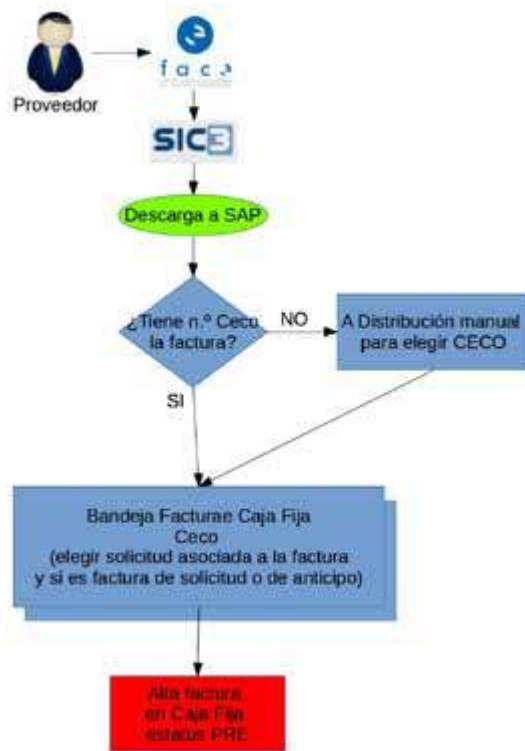 Proveedor
face
SIC3
Descarga a SAP
¿Tiene n.º Ceco
la factura?
NO
A Distribución manual
para elegir CECO
SI
Bandeja Facturae Caja Fija
Ceco
(elegir solicitud asociada a la factura
y si es factura de solicitud o de anticipo)
Alta factura
en Caja Fija
estatus PRE